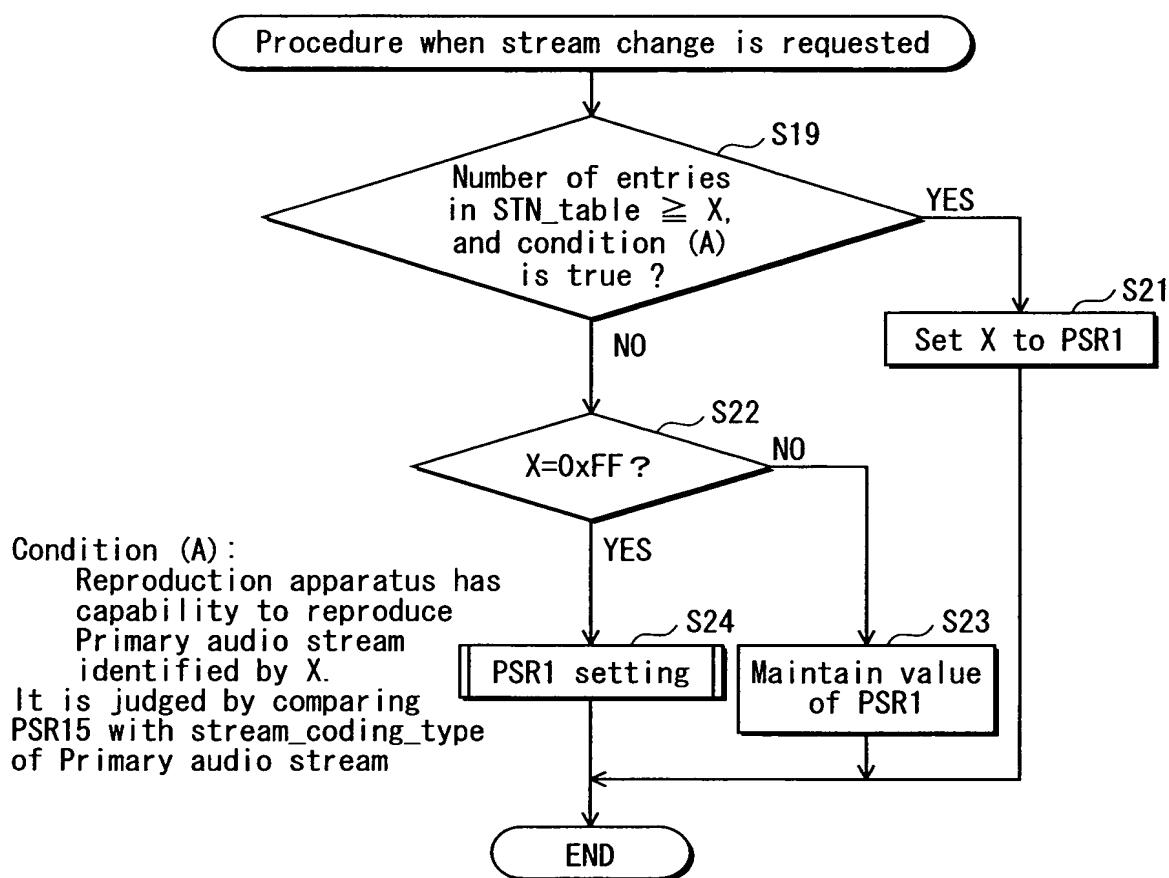 Procedure when stream change is requested
S19
Number of entries
in STN_table ≧ X,
and condition (A)
is true ?
YES
S21
Set X to PSR1
NO
S22
X=0xFF?
NO
YES
Condition (A):
Reproduction apparatus has
capability to reproduce
Primary audio stream
identified by X.
It is judged by comparing
PSR15 with stream_coding_type
of Primary audio stream
S24
PSR1 setting
S23
Maintain value
of PSR1
END